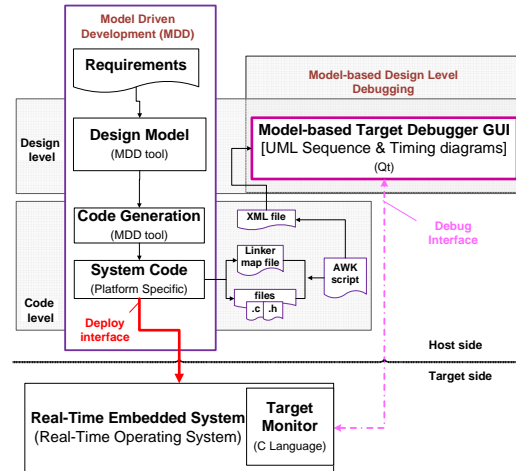 Model Driven
Development (MDD)
Requirements
Model-based Design Level
Debugging
Design
level
Design Model
(MDD tool)
Model-based Target Debugger GUI
[UML Sequence & Timing diagrams]
(Qt)
Code Generation
(MDD tool)
XML file
Debug
Interface
System Code
(Platform Specific)
Linker
map file
AWK
script
files
.c
.h
Code
level
Deploy
interface
Host side
Target side
Real-Time Embedded System
(Real-Time Operating System)
Target
Monitor
(C Language)